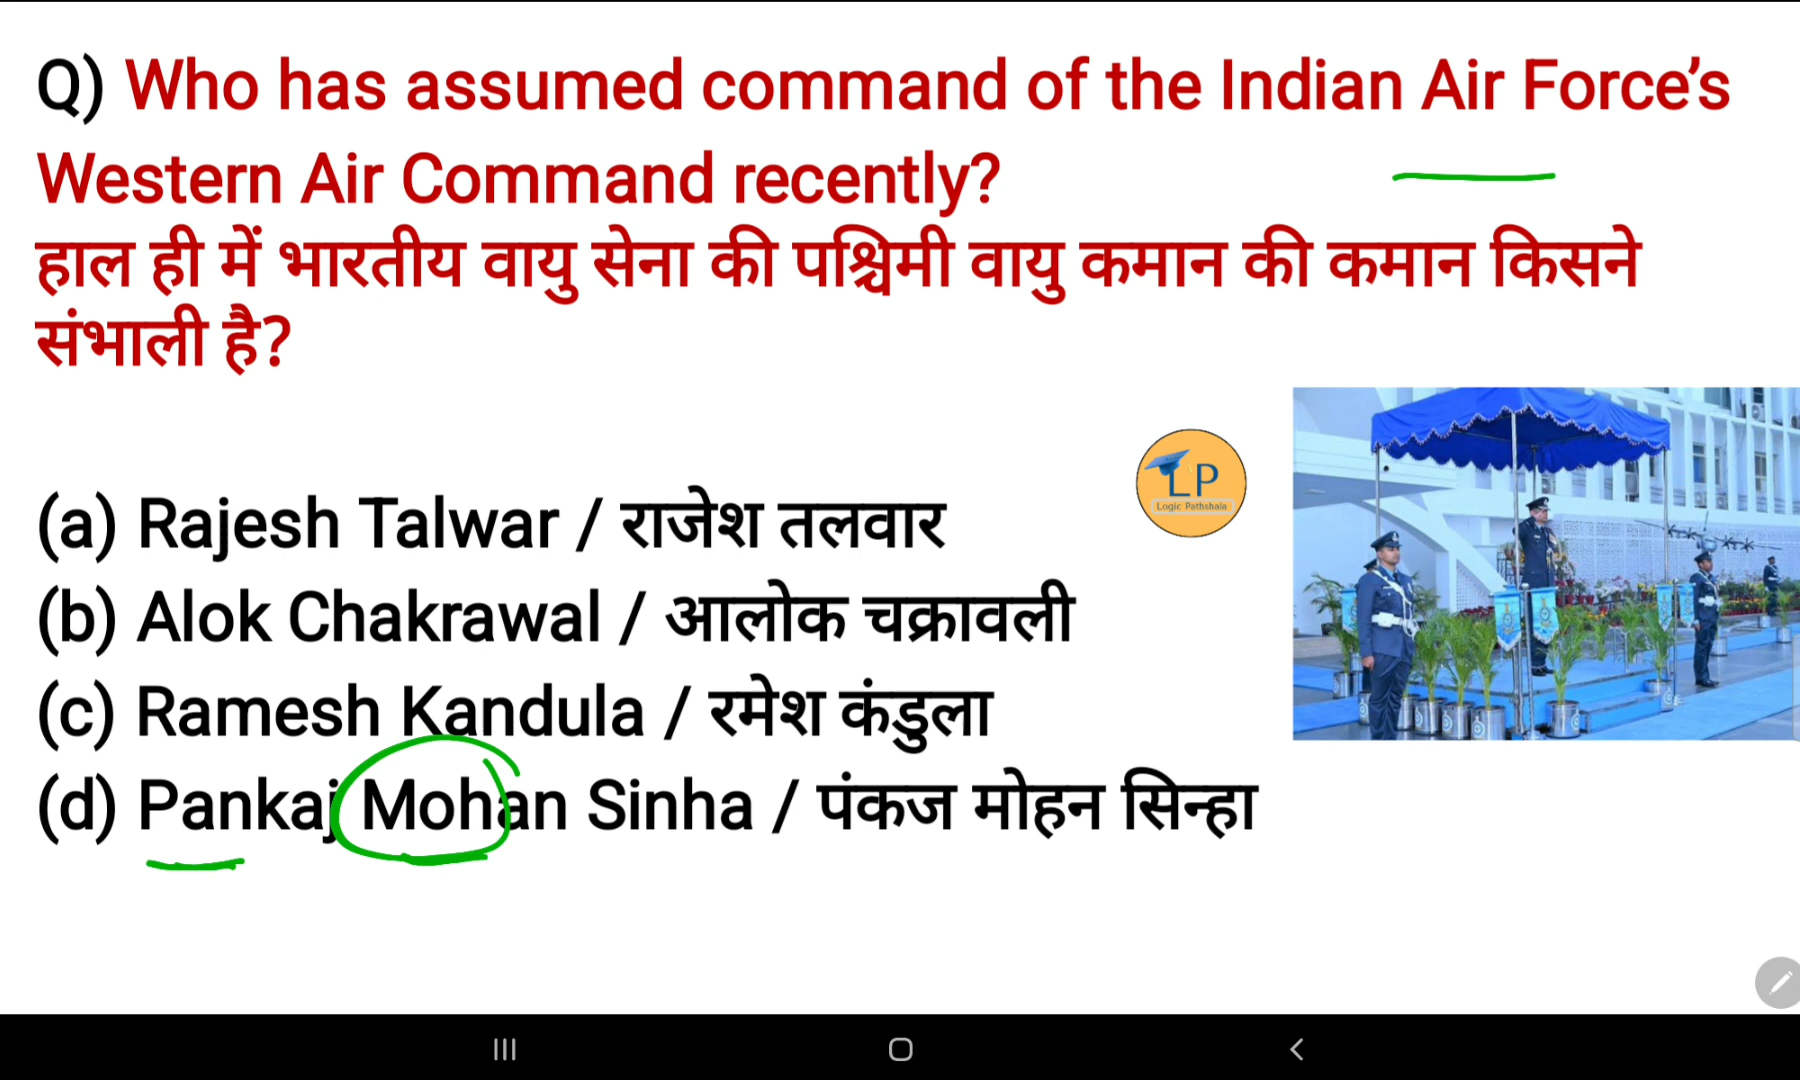 Q) Who has assumed command of the Indian Air Force's
Western Air Command recently?
हाल ही में भारतीय वायु सेना की पश्चिमी वायु कमान की कमान किसने
संभाली है?
LP
Logic Pathshala
(a) Rajesh Talwar / राजेश तलवार
(b) Alok Chakrawal / आलोक चक्रावली
(c) Ramesh Kandula / रमेश कंडुला
(d) Pankaj Mohan Sinha / पंकज मोहन सिन्हा